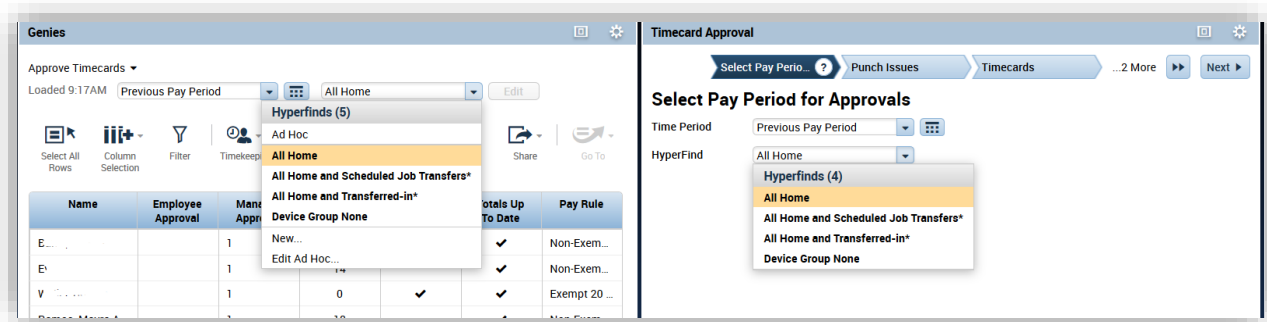 Genies
Approve Timecards
Loaded 9:17AM Previous Pay Period All Home Edit
Hyperfinds (5)
Ad Hoc
All Home
All Home and Scheduled Job Transfers*
All Home and Transferred-in*
Device Group None
New...
Edit Ad Hoc...
Select All Rows Column Selection Filter Share Go To
Name Employee Approval Pay Rule
To Date
1 Non-Exem...
1 14 Non-Exem...
1 0 Exempt 20 ...
Timecard Approval
Select Pay Perio... ? Punch Issues Timecards ...2 More Next
Select Pay Period for Approvals
Time Period Previous Pay Period
HyperFind All Home
Hyperfinds (4)
All Home
All Home and Scheduled Job Transfers*
All Home and Transferred-in*
Device Group None